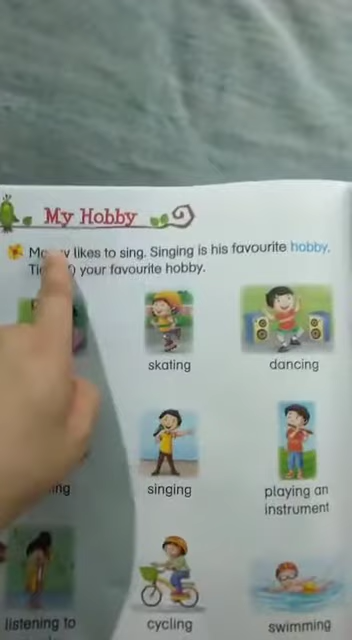 My Hobby
likes to sing. Singing is his favourite hobby.
your favourite hobby.
skating
dancing
singing
playing an
instrument
listening to
cycling
swimming